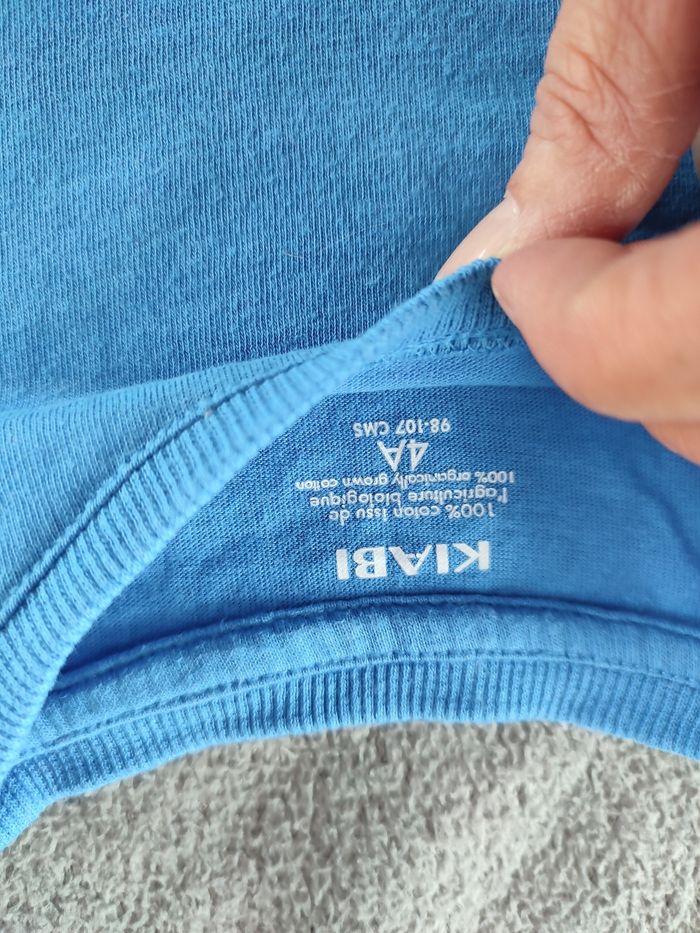 KIABI
100% coton issu de
l'agriculture biologique
100% organically grown cotton
4A
98-107 CMS